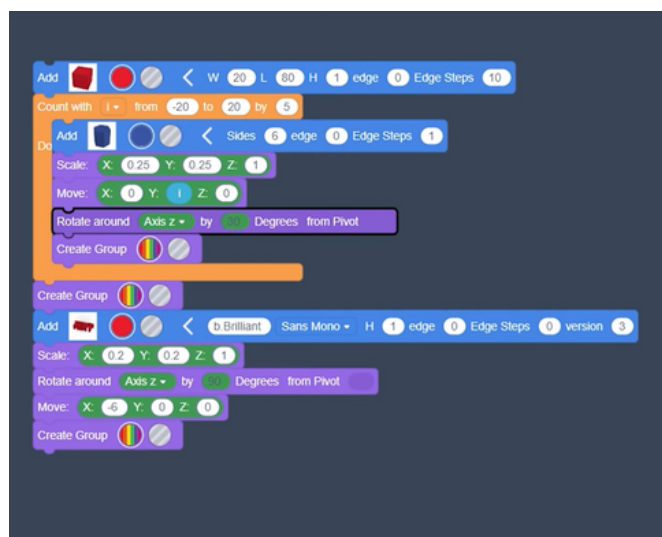 Add W 20 L 80 H 1 edge 0 Edge Steps 10
Count with i from -20 to 20 by 5
Do
Add Sides 6 edge 0 Edge Steps 1
Scale: X: 0.25 Y: 0.25 Z: 1
Move: X: 0 Y: i Z: 0
Rotate around Axis z by 30 Degrees from Pivot
Create Group
Create Group
Add b.Brilliant Sans Mono H 1 edge 0 Edge Steps 0 version 3
Scale: X: 0.2 Y: 0.2 Z: 1
Rotate around Axis z by 90 Degrees from Pivot
Move: X: -6 Y: 0 Z: 0
Create Group